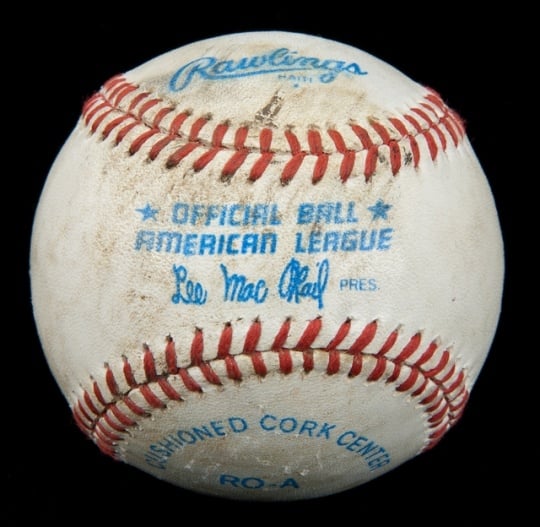 Rawlings
HAITI
★ OFFICIAL BALL ★
AMERICAN LEAGUE
Lee Mac Phail PRES.
CUSHIONED CORK CENTER
RO-A